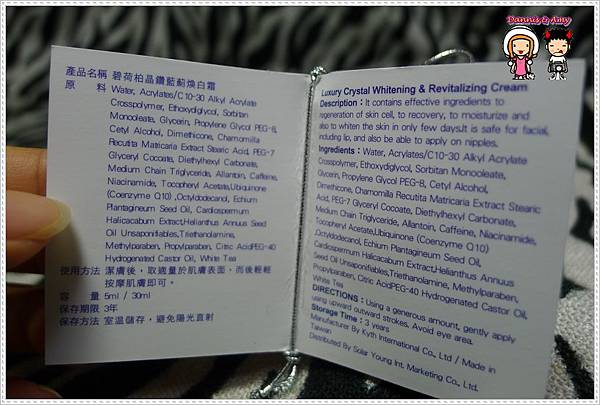 Dannis & Amy
產品名稱 碧荷柏晶鑽藍薊煥白霜
原 料 Water, Acrylates/C10-30 Alkyl Acrylate
Crosspolymer, Ethoxydiglycol, Sorbitan
Monooleate, Glycerin, Propylene Glycol PEG-8,
Cetyl Alcohol, Dimethicone, Chamomilla
Recutita Matricaria Extract Stearic Acid, PEG-7
Glyceryl Cocoate, Diethylhexyl Carbonate,
Medium Chain Triglyceride, Allantoin, Caffeine,
Niacinamide, Tocopheryl Acetate,Ubiquinone
(Coenzyme Q10) ,Octyldodecanol, Echium
Plantagineum Seed Oil, Cardiospermum
Halicacabum Extract,Helianthus Annuus Seed
Oil Unsaponifiables,Triethanolamine,
Methylparaben, Propylparaben, Citric AcidPEG-40
Hydrogenated Castor Oil, White Tea
使用方法 潔膚後，取適量於肌膚表面，而後輕輕
按摩肌膚即可。
容 量 5ml / 30ml
保存期限 3年
保存方法 室溫儲存，避免陽光直射
Luxury Crystal Whitening & Revitalizing Cream
Description: It contains effective ingredients to
regeneration of skin cell, to recovery, to moisture and
also to whiten the skin in only few days.It is safe for facial,
including lip, and also be able to apply on nipples.
Ingredients: Water, Acrylates/C10-30 Alkyl Acrylate
Crosspolymer, Ethoxydiglycol, Sorbitan Monooleate,
Glycerin, Propylene Glycol PEG-8, Cetyl Alcohol,
Dimethicone, Chamomilla Recutita Matricaria Extract Stearic
Acid, PEG-7 Glyceryl Cocoate, Diethylhexyl Carbonate,
Medium Chain Triglyceride, Allantoin, Caffeine, Niacinamide,
Tocopheryl Acetate,Ubiquinone (Coenzyme Q10)
,Octyldodecanol, Echium Plantagineum Seed Oil,
Cardiospermum Halicacabum Extract,Helianthus Annuus
Seed Oil Unsaponifiables,Triethanolamine, Methylparaben,
Propylparaben, Citric AcidPEG-40 Hydrogenated Castor Oil,
White Tea
DIRECTIONS: Using a generous amount, gently apply
using upward outward strokes. Avoid eye area.
Storage Time : 3 years
Manufacturer By Kyth International Co., Ltd / Made in
Taiwan
Distributed By Solar Young Int. Marketing Co., Ltd.